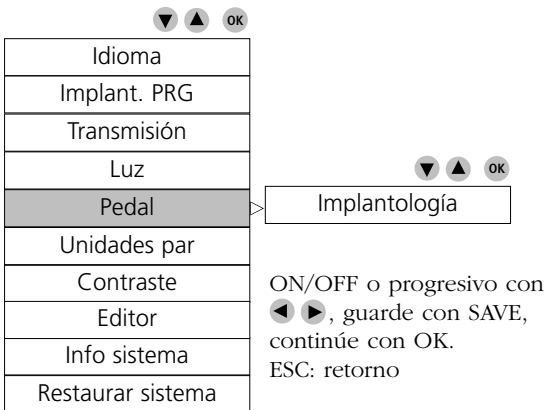 ▼ ▲ OK
Idioma
Implant. PRG
Transmisión
Luz
Pedal
Unidades par
Contraste
Editor
Info sistema
Restaurar sistema
▼ ▲ OK
Implantología
ON/OFF o progresivo con
◀ ▶, guarde con SAVE,
continúe con OK.
ESC: retorno